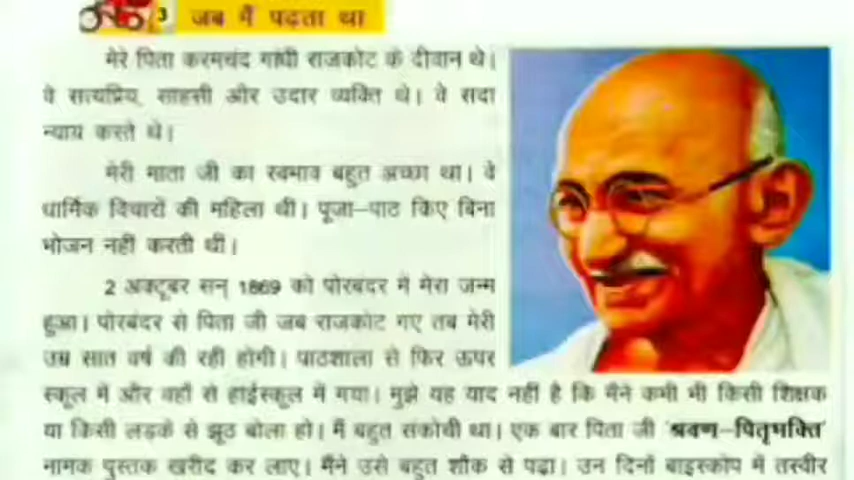 3 जब मैं पढ़ता था
मेरे पिता करमचंद गांधी राजकोट के दीवान थे।
वे सत्यप्रिय, साहसी और उदार व्यक्ति थे। वे सदा
न्याय करते थे।
मेरी माता जी का स्वभाव बहुत अच्छा था। वे
धार्मिक विचारों की महिला थीं। पूजा-पाठ किए बिना
भोजन नहीं करती थीं।
2 अक्टूबर सन् 1869 को पोरबंदर में मेरा जन्म
हुआ। पोरबंदर से पिता जी जब राजकोट गए तब मेरी
उम्र सात वर्ष की रही होगी। पाठशाला से फिर ऊपर
स्कूल में और वहाँ से हाईस्कूल में गया। मुझे यह याद नहीं है कि मैंने कभी भी किसी शिक्षक
या किसी लड़के से झूठ बोला हो। मैं बहुत संकोची था। एक बार पिता जी 'श्रवण-पितृभक्ति'
नामक पुस्तक खरीद कर लाए। मैंने उसे बहुत शौक से पढ़ा। उन दिनों बाइस्कोप में तस्वीर